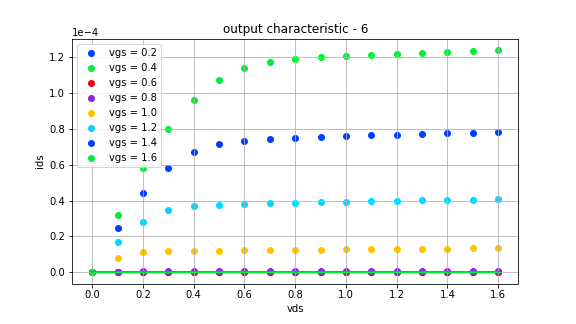 output characteristic - 6
1e−4
vgs = 0.2
vgs = 0.4
vgs = 0.6
vgs = 0.8
vgs = 1.0
vgs = 1.2
vgs = 1.4
vgs = 1.6
1.2
1.0
0.8
0.6
0.4
0.2
0.0
ids
0.0 0.2 0.4 0.6 0.8 1.0 1.2 1.4 1.6
vds